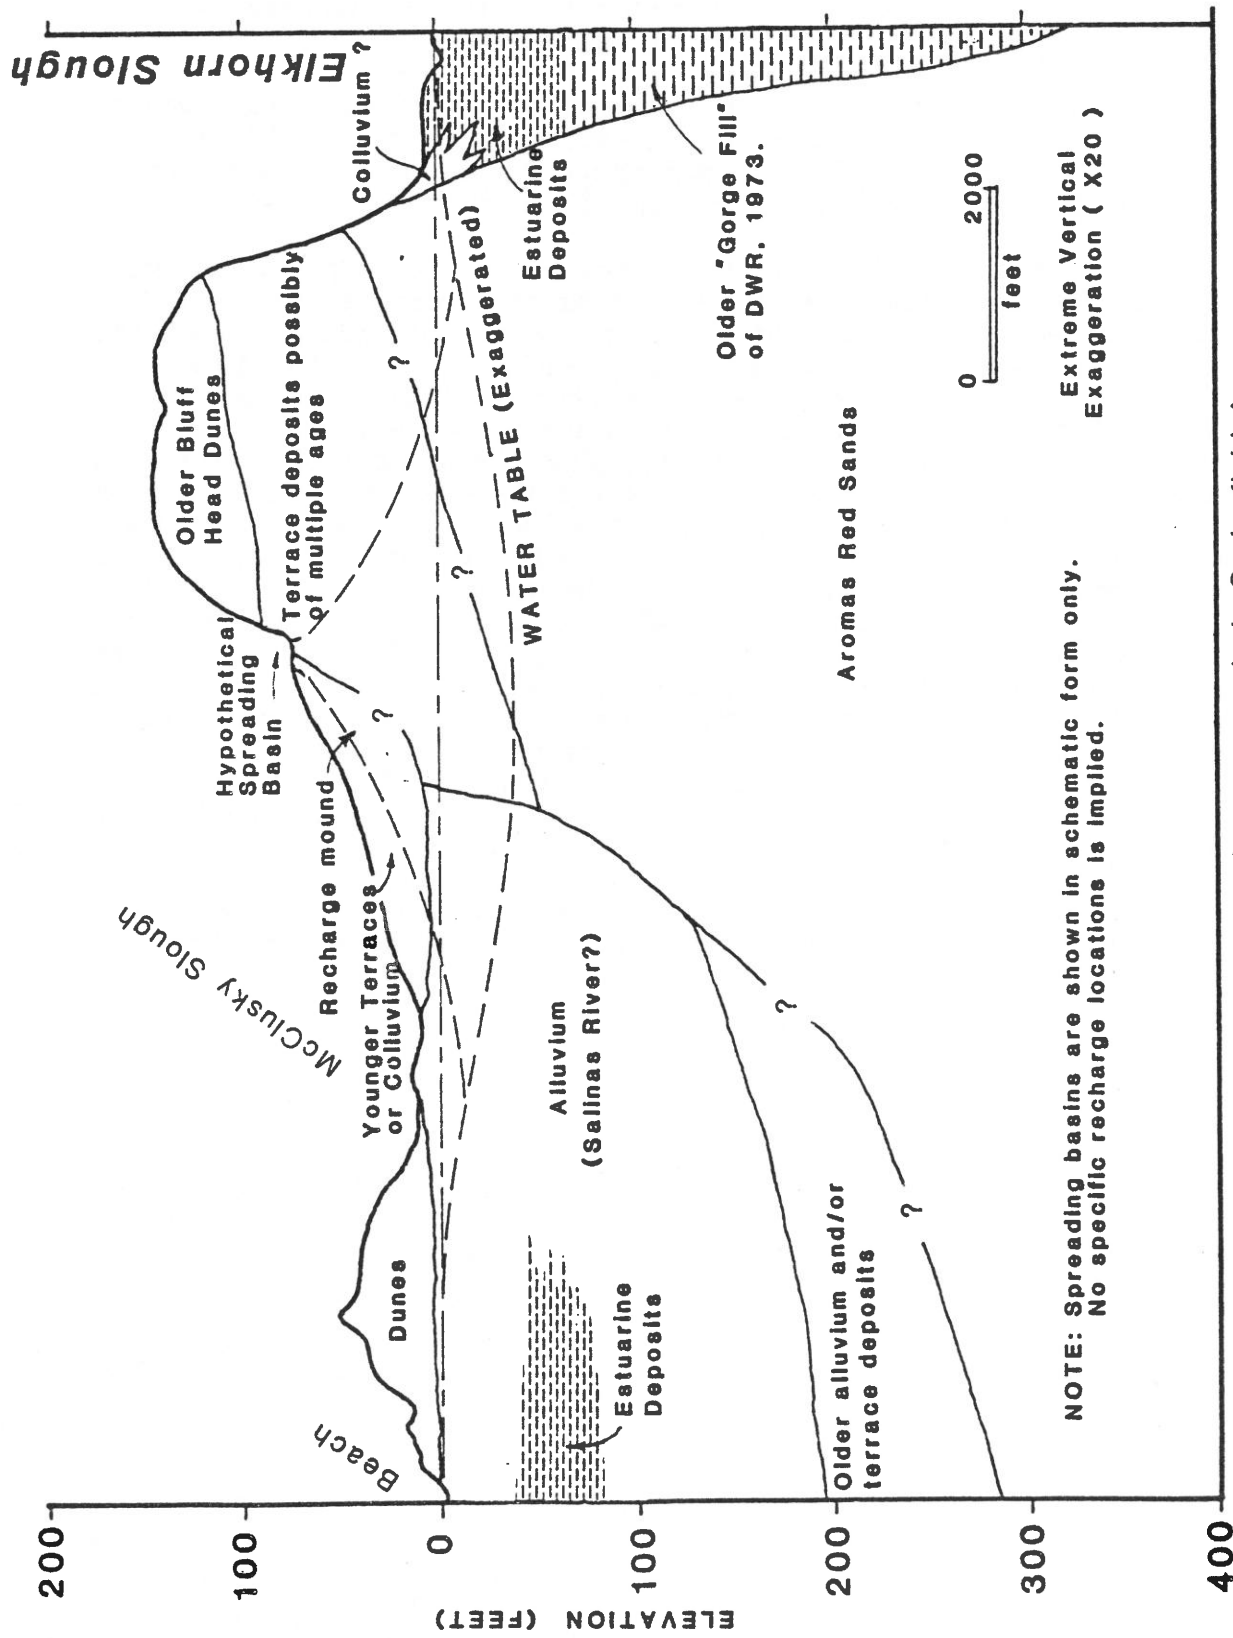 Elkhorn Slough
Colluvium ?
Older Bluff
Head Dunes
Terrace deposits possibly
of multiple ages
Hypothetical
Spreading
Basin
Recharge mound
Younger Terraces
or Colluvium
McClusky Slough
Beach
Dunes
?
?
?
WATER TABLE (Exaggerated)
Estuarine
Deposits
Older "Gorge Fill"
of DWR, 1973.
Aromas Red Sands
Alluvium
(Salinas River?)
Estuarine
Deposits
Older alluvium and/or
terrace deposits
?
?
0 2000
feet
Extreme Vertical
Exaggeration ( X20 )
NOTE: Spreading basins are shown in schematic form only.
No specific recharge locations is implied.
200
100
0
100
200
300
400
ELEVATION (FEET)